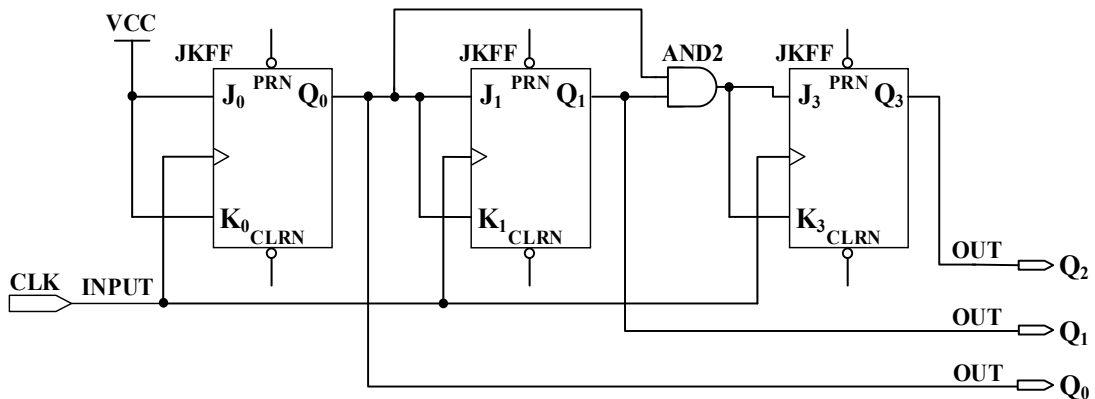 VCC
JKFF
PRN
J₀
Q₀
K₀
CLRN
JKFF
PRN
J₁
Q₁
K₁
CLRN
AND2
JKFF
PRN
J₃
Q₃
K₃
CLRN
CLK
INPUT
OUT
Q₂
OUT
Q₁
OUT
Q₀